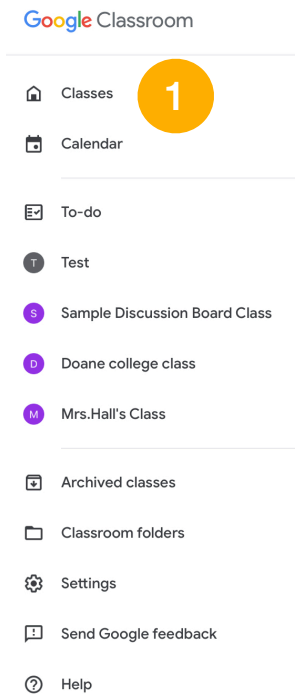 Google Classroom
Classes
1
Calendar
To-do
T
Test
S
Sample Discussion Board Class
D
Doane college class
M
Mrs.Hall's Class
Archived classes
Classroom folders
Settings
Send Google feedback
Help